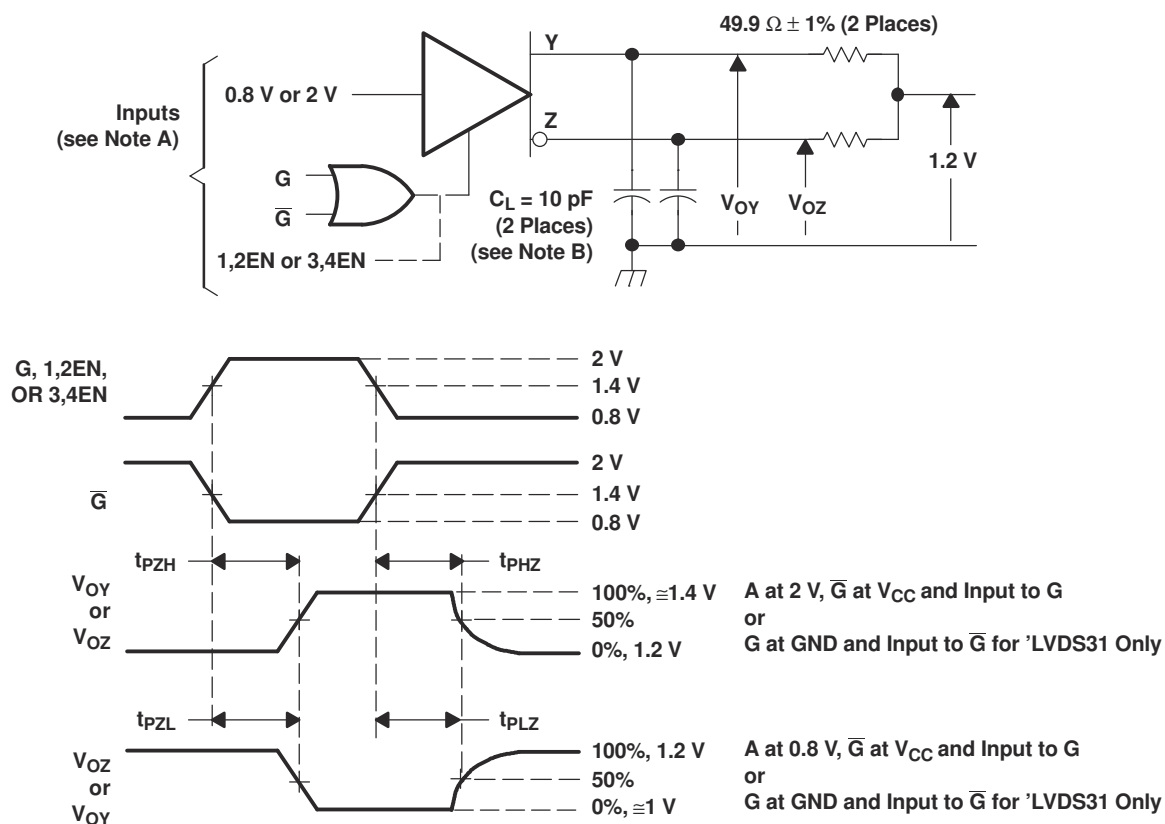 49.9 Ω ± 1% (2 Places)
Y
0.8 V or 2 V
Inputs
(see Note A)
Z
1.2 V
G
G̅
C_L = 10 pF
(2 Places)
(see Note B)
V_OY
V_OZ
1,2EN or 3,4EN
G, 1,2EN,
OR 3,4EN
2 V
1.4 V
0.8 V
G̅
2 V
1.4 V
0.8 V
t_PZH
t_PHZ
V_OY
or
V_OZ
100%, ≅1.4 V
50%
0%, 1.2 V
A at 2 V, G̅ at V_CC and Input to G
or
G at GND and Input to G̅ for 'LVDS31 Only
t_PZL
t_PLZ
V_OZ
or
V_OY
100%, 1.2 V
50%
0%, ≅1 V
A at 0.8 V, G̅ at V_CC and Input to G
or
G at GND and Input to G̅ for 'LVDS31 Only